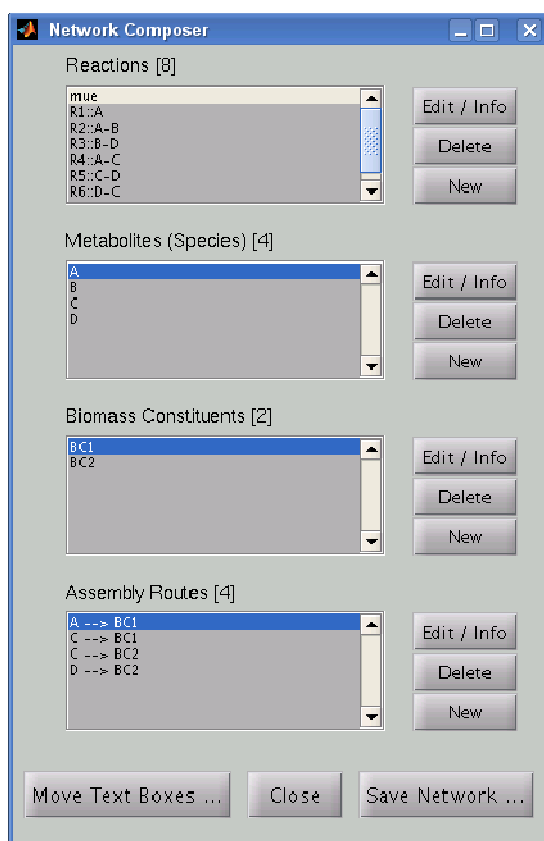 Network Composer
Reactions [8]
mue
R1::A
R2::A-B
R3::B-D
R4::A-C
R5::C-D
R6::D-C
Edit / Info
Delete
New
Metabolites (Species) [4]
A
B
C
D
Edit / Info
Delete
New
Biomass Constituents [2]
BC1
BC2
Edit / Info
Delete
New
Assembly Routes [4]
A --> BC1
C --> BC1
C --> BC2
D --> BC2
Edit / Info
Delete
New
Move Text Boxes ... Close Save Network ...